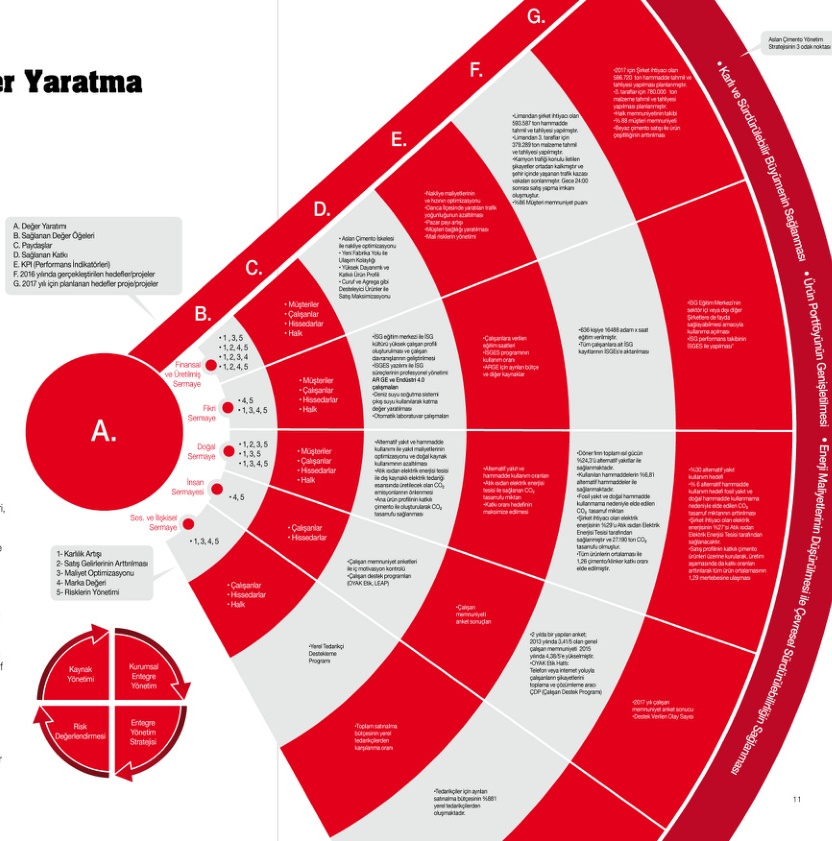 er Yaratma
A. Değer Yaratımı
B. Sağlanan Değer Öğeleri
C. Paydaşlar
D. Sağlanan Katkı
E. KPI (Performans İndikatörleri)
F. 2016 yılında gerçekleştirilen hedefler/projeler
G. 2017 yılı için planlanan hedefler proje/projeler
Aslan Çimento Yönetim
Stratejisinin 3 odak noktası
• Karlı ve Sürdürülebilir Büyümenin Sağlanması • Ürün Portföyünün Genişletilmesi • Enerji Maliyetlerinin Düşürülmesi ile Çevresel Sürdürülebilirliğin Sağlanması
A.
B.
C.
D.
E.
F.
G.
Finansal
ve Üretilmiş
Sermaye
• 1, 3, 5
• 1, 2, 4, 5
• 1, 2, 3, 4
• 1, 2, 4, 5
Fikri
Sermaye
• 4, 5
• 1, 3, 4, 5
Doğal
Sermaye
• 1, 2, 3, 5
• 1, 3, 5
• 1, 3, 4, 5
İnsan
Sermayesi
• 4, 5
Sos. ve İlişkisel
Sermaye
• 1, 3, 4, 5
• Müşteriler
• Çalışanlar
• Hissedarlar
• Halk
• Müşteriler
• Çalışanlar
• Hissedarlar
• Halk
• Müşteriler
• Çalışanlar
• Hissedarlar
• Halk
• Çalışanlar
• Hissedarlar
• Çalışanlar
• Hissedarlar
• Halk
• Aslan Çimento İskelesi
ile nakliye optimizasyonu
• Yeni Fabrika Yolu ile
Ulaşım Kolaylığı
• Yüksek Dayanımlı ve
Katkılı Ürün Profili
• Curuf ve Agrega gibi
Destekleyici Ürünler ile
Satış Maksimizasyonu
•İSG eğitim merkezi ile İSG
kültürü yüksek çalışan profili
oluşturulması ve çalışan
davranışlarının geliştirilmesi
•ISGES yazılımı ile İSG
süreçlerinin profesyonel yönetimi
AR GE ve Endüstri 4.0
çalışmaları
•Deniz suyu soğutma sistemi
çıkış suyu kullanılarak katma
değer yaratılması
•Otomatik laboratuvar çalışmaları
•Alternatif yakıt ve hammadde
kullanımı ile yakıt maliyetlerinin
optimizasyonu ve doğal kaynak
kullanımının azaltılması
•Atık ısıdan elektrik enerjisi tesisi
ile dış kaynaklı elektrik tedariği
esansında üretilecek olan CO₂
emisyonlarının önlenmesi
•Ana ürün profilinin katkılı
çimento ile oluşturularak CO₂
tasarrufu sağlanması
•Çalışan memnuniyet anketleri
ile iç motivasyon kontrolü
•Çalışan destek programları
(OYAK Etik, LEAP)
•Yerel Tedarikçi
Destekleme
Programı
•Nakliye maliyetlerinin
ve hızının optimizasyonu
•Darıca ilçesinde yaratılan trafik
yoğunluğunun azaltılması
•Pazar payı artışı
•Müşteri bağlılığı yaratılması
•Mali risklerin yönetimi
•Çalışanlara verilen
eğitim saatleri
•ISGES programının
kullanım oranı
•ARGE için ayrılan bütçe
ve diğer kaynaklar
•Alternatif yakıt ve
hammadde kullanım oranları
•Atık ısıdan elektrik enerjisi
tesisi ile sağlanan CO₂
tasarrufu miktarı
•Katkı oranı hedefinin
maksimize edilmesi
•Çalışan
memnuniyeti
anket sonuçları
•Toplam satınalma
bütçesinin yerel
tedarikçilerden
karşılanma oranı
•Limandan şirket ihtiyacı olan
593.587 ton hammadde
tahmil ve tahliyesi yapılmıştır.
•Limandan 3. taraflar için
379.289 ton malzeme tahmil
ve tahliyesi yapılmıştır.
•Kamyon trafiği konulu iletilen
şikayetler ortadan kalkmıştır ve
şehir içinde yaşanan trafik kazası
vakaları sonlanmıştır. Gece 24:00
sonrası satış yapma imkanı
oluşmuştur.
•%86 Müşteri memnuniyet puanı
•636 kişiye 16488 adam x saat
eğitim verilmiştir.
•Tüm çalışanlara ait İSG
kayıtlarının ISGES'e aktarılması
•Döner fırın toplam ısıl gücün
%24,3'ü alternatif yakıtlar ile
sağlanmaktadır.
•Kullanılan hammaddelerin %6,81
alternatif hammaddeler ile
sağlanmaktadır.
•Fosil yakıt ve doğal hammadde
kullanmama nedeniyle elde edilen
CO₂ tasarruf miktarı
•Şirket ihtiyacı olan elektrik
enerjisinin %29'u Atık ısıdan Elektrik
Enerjisi Tesisi tarafından
sağlanmıştır ve 27.190 ton CO₂
tasarrufu olmuştur.
•Tüm ürünlerin ortalaması ile
1,26 çimento/klinker katkı oranı
elde edilmiştir.
•2 yılda bir yapılan anket:
2013 yılında 3,41/5 olan genel
çalışan memnuniyeti 2015
yılında 4,38/5'e yükselmiştir.
•OYAK Etik Hattı:
Telefon veya internet yoluyla
çalışanların şikayetlerini
toplama ve çözümleme aracı
ÇDP (Çalışan Destek Programı)
•Tedarikçiler için ayrılan
satınalma bütçesinin %881
yerel tedarikçilerden
oluşmaktadır.
•2017 için Şirket ihtiyacı olan
586.720 ton hammadde tahmil ve
tahliyesi yapılması planlanmıştır.
•3. taraflar için 780.000 ton
malzeme tahmil ve tahliyesi
yapılması planlanmıştır.
•Halk memnuniyetinin takibi
•% 88 müşteri memnuniyeti
•Beyaz çimento satışı ile ürün
çeşitliliğinin arttırılması
•İSG Eğitim Merkezi'nin
sektör içi veya dışı diğer
Şirketlere de fayda
sağlayabilmesi amacıyla
kullanıma açılması
•İSG performans takibinin
ISGES ile yapılması"
•%30 alternatif yakıt
kullanım hedefi
•% 6 alternatif hammadde
kullanım hedefi fosil yakıt ve
doğal hammadde kullanmama
nedeniyle elde edilen CO₂
tasarruf miktarının arttırılması
•Şirket ihtiyacı olan elektrik
enerjisinin %27'si Atık ısıdan
Elektrik Enerjisi Tesisi tarafından
sağlanacaktır.
•Satış profilinin katkılı çimento
ürünleri üzerine kurularak, üretim
aşamasında da katkı oranları
arttırılarak tüm ürün ortalamasının
1,29 mertebesine ulaşması
•2017 yılı çalışan
memnuniyet anket sonucu
•Destek Verilen Olay Sayısı
1- Karlılık Artışı
2- Satış Gelirlerinin Arttırılması
3- Maliyet Optimizasyonu
4- Marka Değeri
5- Risklerin Yönetimi
Kaynak
Yönetimi
Kurumsal
Entegre
Yönetim
Risk
Değerlendirmesi
Entegre
Yönetim
Stratejisi
11